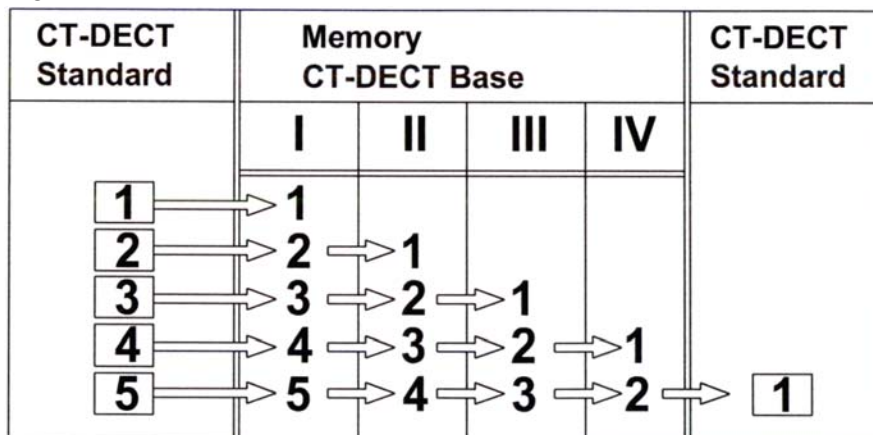 CT-DECT Standard Memory CT-DECT Base CT-DECT Standard
I II III IV
1 1
2 2 1
3 3 2 1
4 4 3 2 1
5 5 4 3 2 1